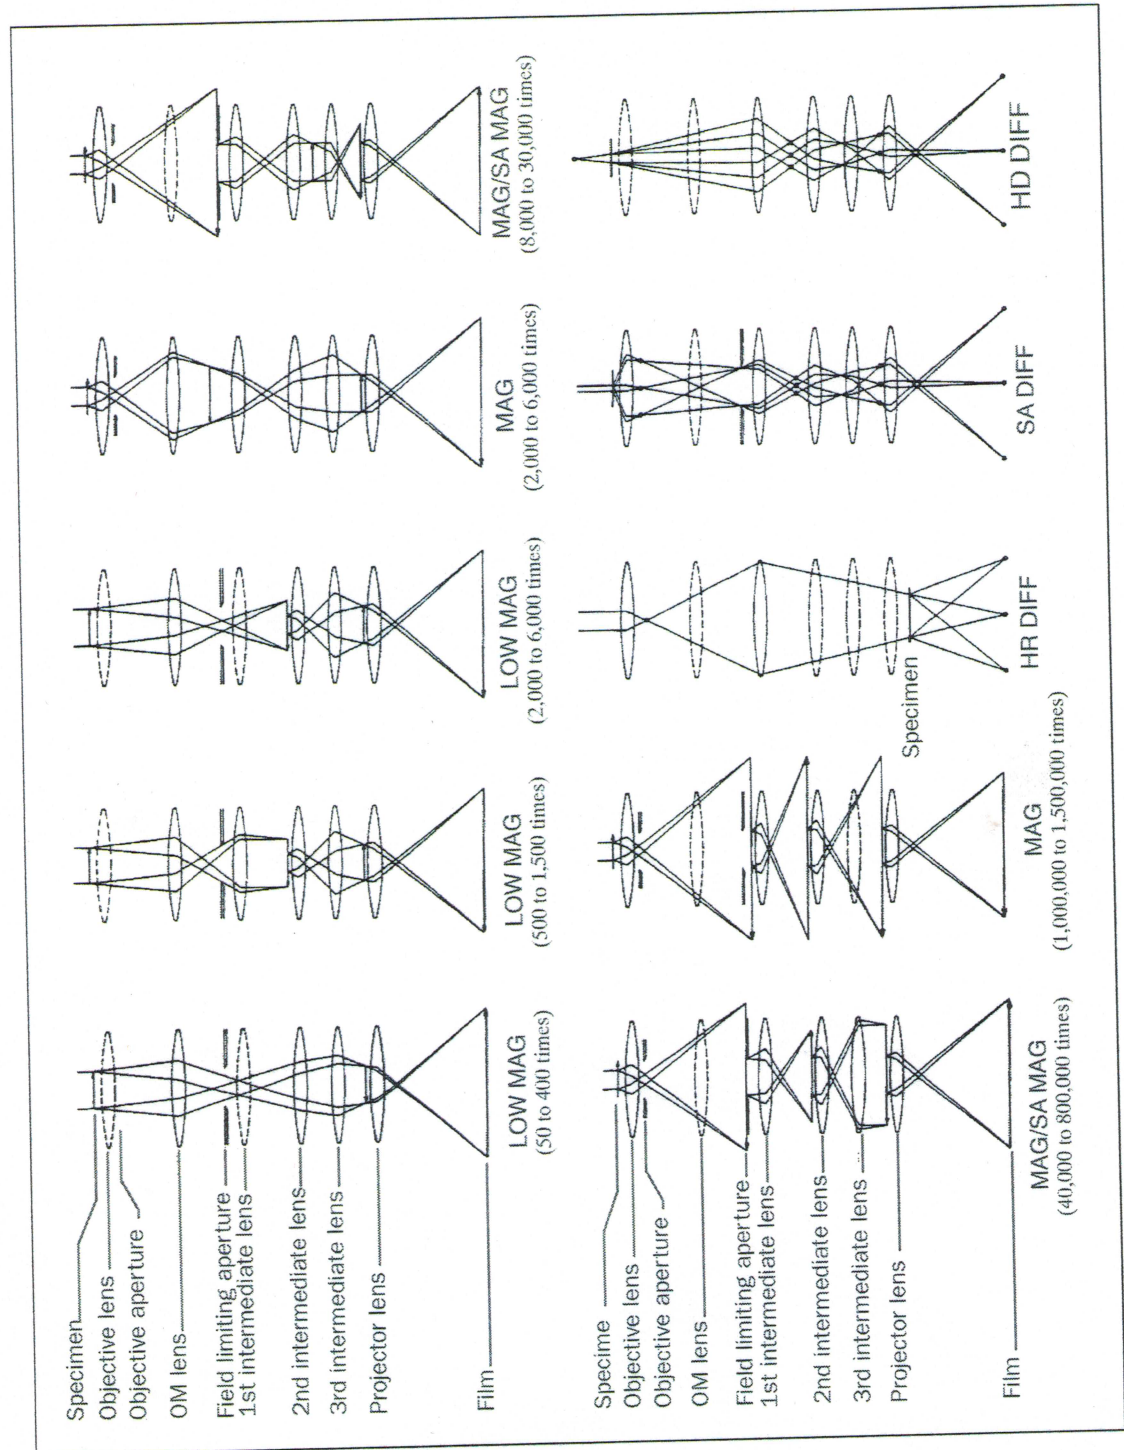 Specimen
Objective lens
Objective aperture
OM lens
Field limiting aperture
1st intermediate lens
2nd intermediate lens
3rd intermediate lens
Projector lens
Film
LOW MAG
(50 to 400 times)
LOW MAG
(500 to 1,500 times)
LOW MAG
(2,000 to 6,000 times)
MAG
(2,000 to 6,000 times)
MAG/SA MAG
(8,000 to 30,000 times)
Specime
Objective lens
Objective aperture
OM lens
Field limiting aperture
1st intermediate lens
2nd intermediate lens
3rd intermediate lens
Projector lens
Film
MAG/SA MAG
(40,000 to 800,000 times)
MAG
(1,000,000 to 1,500,000 times)
Specimen
HR DIFF
SA DIFF
HD DIFF